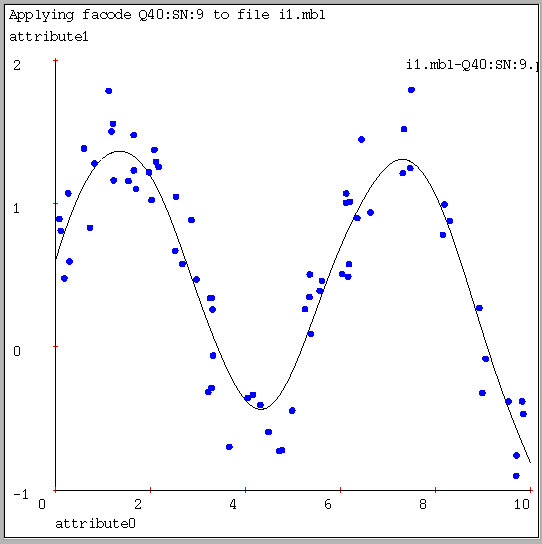 Applying facode Q40:SN:9 to file i1.mbl
attribute1
i1.mbl-Q40:SN:9.p
2
1
0
-1
0 2 4 6 8 10
attribute0